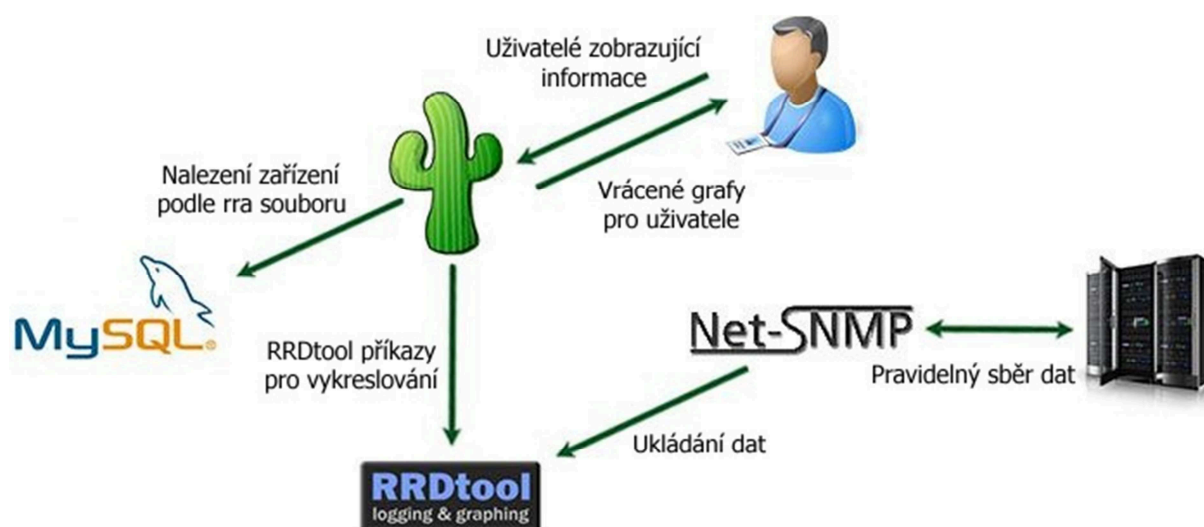 Uživatelé zobrazující
informace
Nalezení zařízení
podle rra souboru
Vrácené grafy
pro uživatele
MySQL®
Net-SNMP
RRDtool příkazy
pro vykreslování
Pravidelný sběr dat
Ukládání dat
RRDtool
logging & graphing